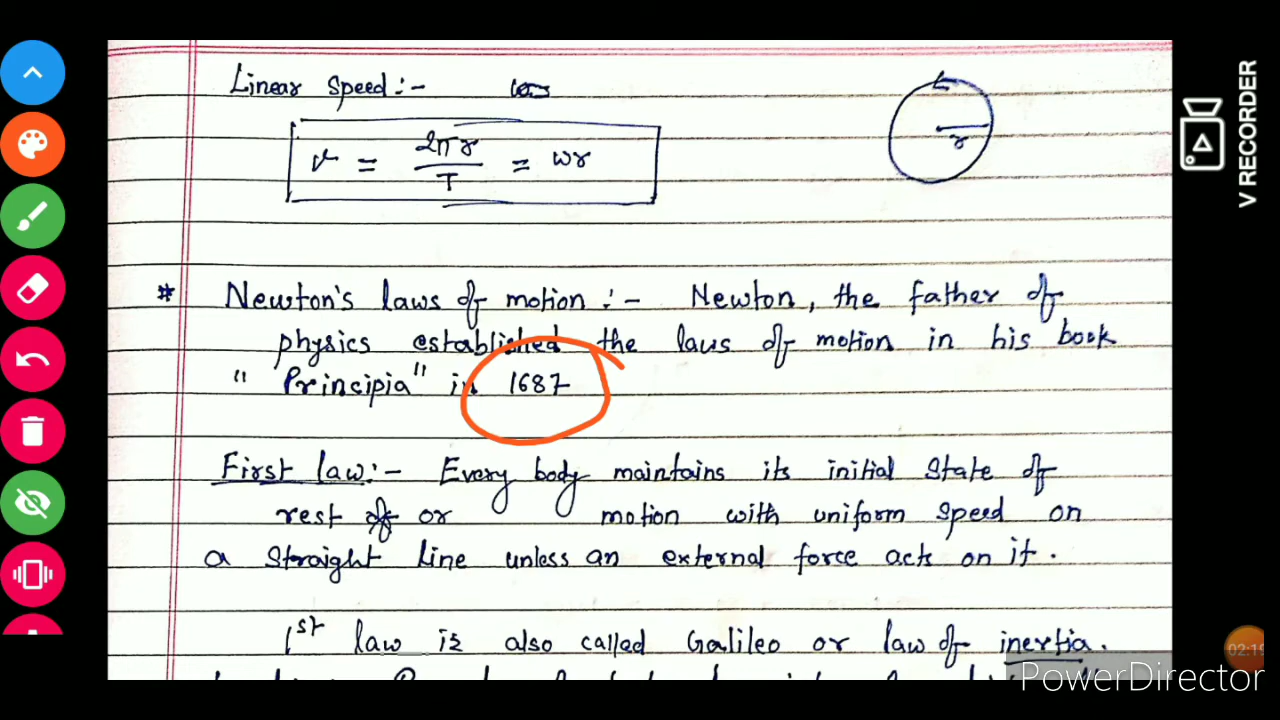 Linear Speed :-
r
v = 2πr/T = ωr
* Newton's laws of motion :- Newton, the father of
physics established the laws of motion in his book
" Principia" in 1687
First law :- Every body maintains its initial state of
rest or motion with uniform speed on
a straight line unless an external force acts on it.
1st law is also called Galileo or law of inertia.
V RECORDER
02:19
PowerDirector